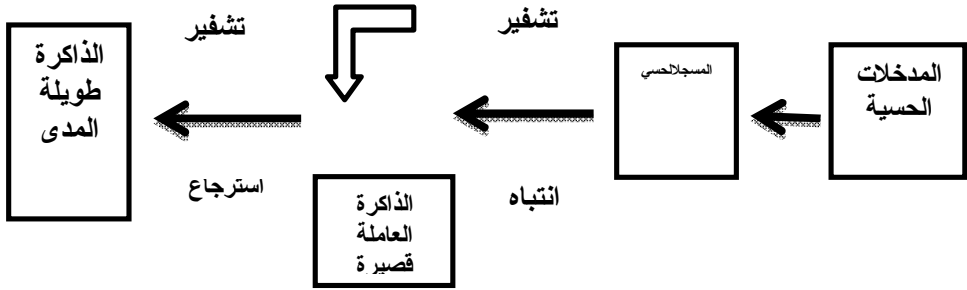 المدخلات
الحسية
المسجلالحسي
تشفير
انتباه
الذاكرة
العاملة
قصيرة
تشفير
استرجاع
الذاكرة
طويلة
المدى